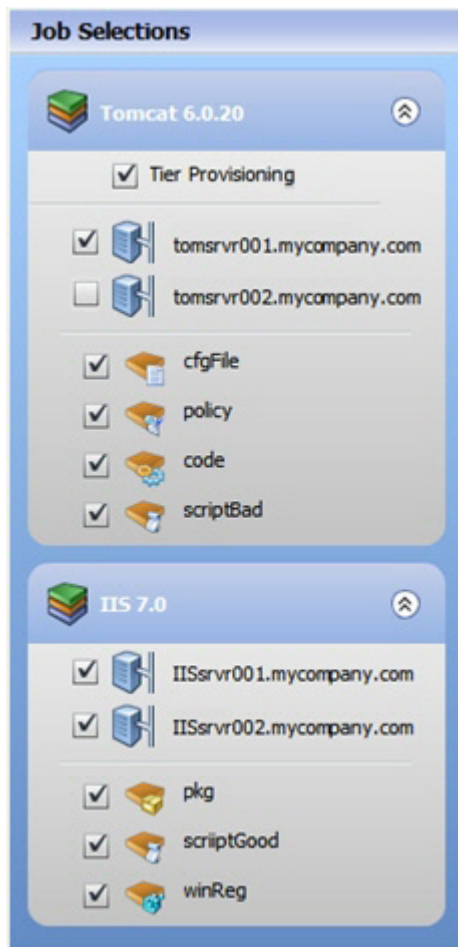 Job Selections
Tomcat 6.0.20
Tier Provisioning
tomsrvr001.mycompany.com
tomsrvr002.mycompany.com
cfgFile
policy
code
scriptBad
IIS 7.0
IISsrvr001.mycompany.com
IISsrvr002.mycompany.com
pkg
scriiptGood
winReg